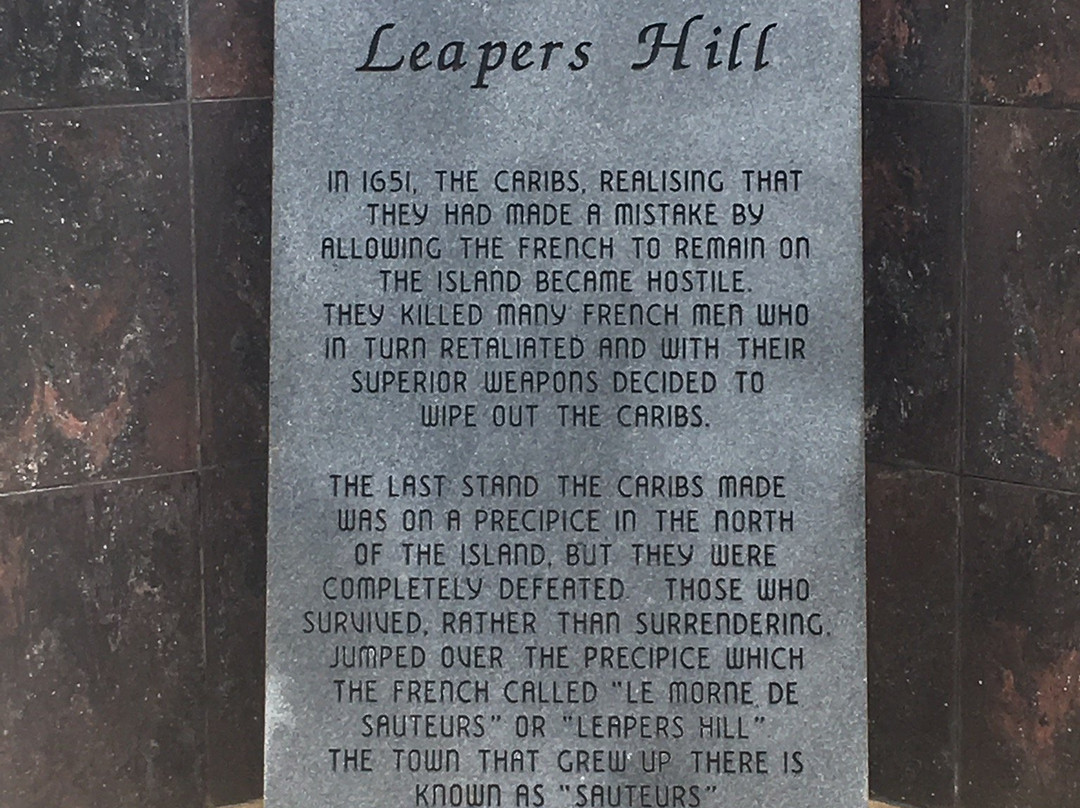 Leapers Hill
IN 1651, THE CARIBS, REALISING THAT
THEY HAD MADE A MISTAKE BY
ALLOWING THE FRENCH TO REMAIN ON
THE ISLAND BECAME HOSTILE.
THEY KILLED MANY FRENCH MEN WHO
IN TURN RETALIATED AND WITH THEIR
SUPERIOR WEAPONS DECIDED TO
WIPE OUT THE CARIBS.
THE LAST STAND THE CARIBS MADE
WAS ON A PRECIPICE IN THE NORTH
OF THE ISLAND, BUT THEY WERE
COMPLETELY DEFEATED. THOSE WHO
SURVIVED, RATHER THAN SURRENDERING,
JUMPED OVER THE PRECIPICE WHICH
THE FRENCH CALLED "LE MORNE DE
SAUTEURS" OR "LEAPERS HILL"
THE TOWN THAT GREW UP THERE IS
KNOWN AS "SAUTEURS"